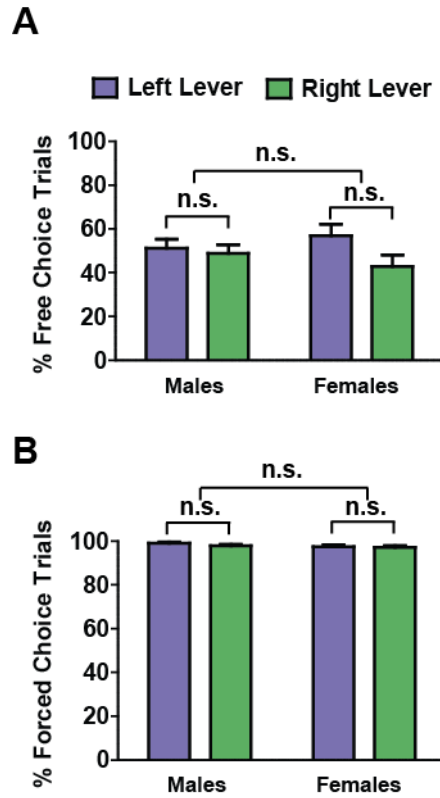 A
Left Lever Right Lever
% Free Choice Trials
100
80
60
40
20
0
n.s.
n.s.
n.s.
Males Females
B
% Forced Choice Trials
100
80
60
40
20
0
n.s.
n.s.
n.s.
Males Females